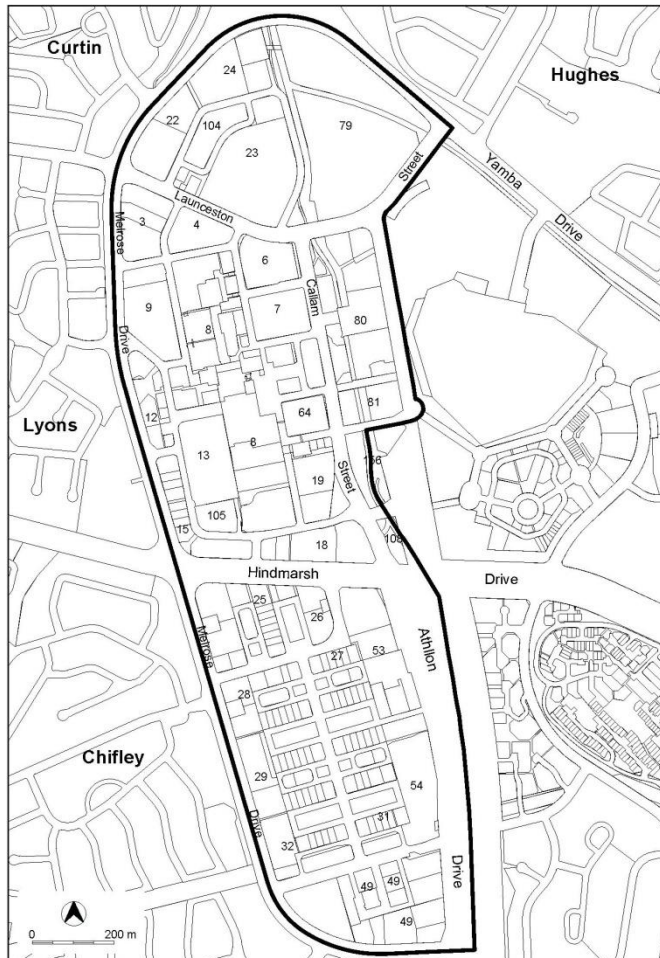 Curtin
Hughes
24
22
104
79
23
Street
Yamba
Drive
Launceston
3
4
Melrose
6
Callam
9
7
8
80
Drive
12
64
81
Lyons
13
8
19
Street
156
105
15
18
108
Hindmarsh
Drive
25
Melrose
26
Athllon
27
53
28
Chifley
29
54
Drive
31
32
49
49
49
Drive
0
200 m